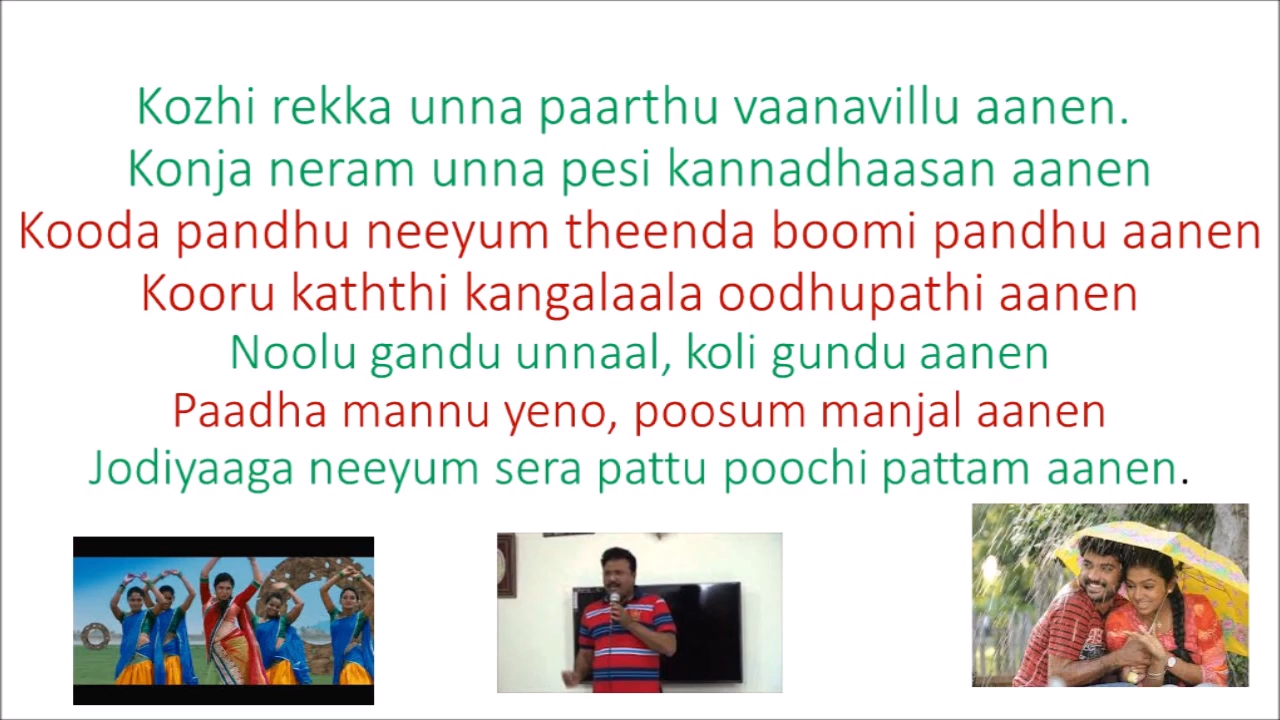 Kozhi rekka unna paarthu vaanavillu aanen.
Konja neram unna pesi kannadhaasan aanen
Kooda pandhu neeyum theenda boomi pandhu aanen
Kooru kaththi kangalaala oodhupathi aanen
Noolu gandu unnaal, koli gundu aanen
Paadha mannu yeno, poosum manjal aanen
Jodiyaaga neeyum sera pattu poochi pattam aanen.